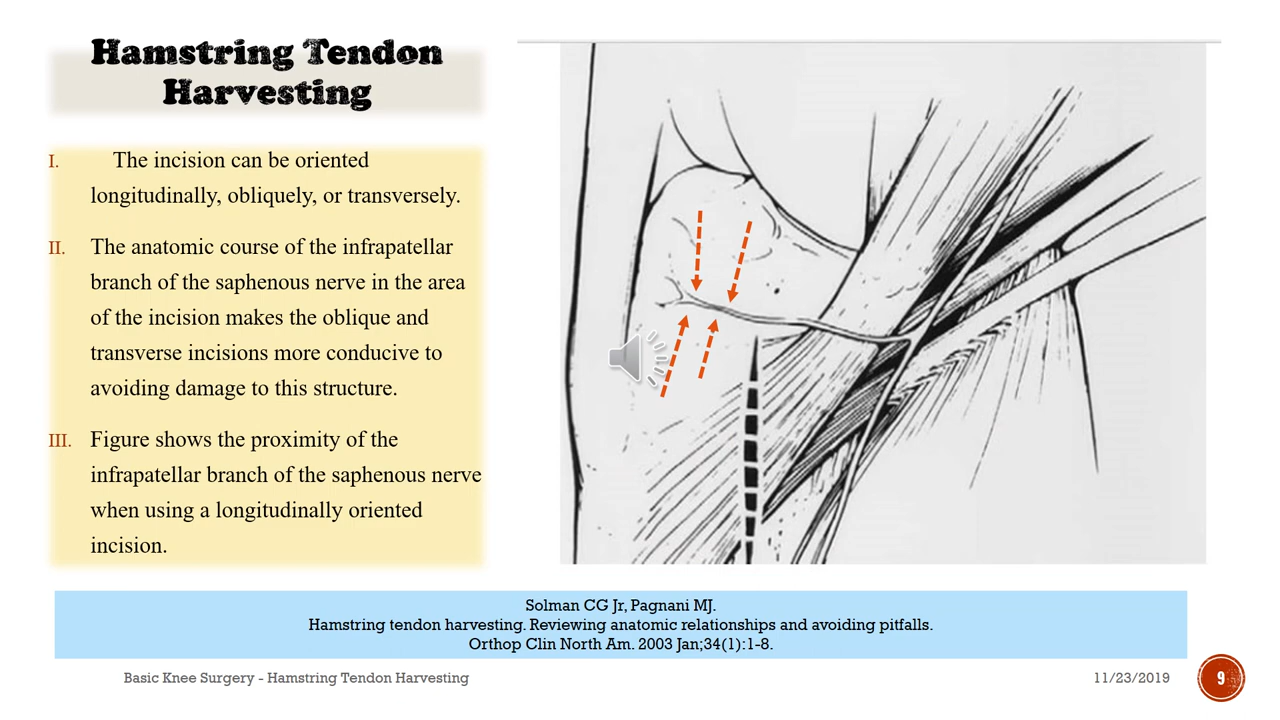 Hamstring Tendon
Harvesting
I. The incision can be oriented
longitudinally, obliquely, or transversely.
II. The anatomic course of the infrapatellar
branch of the saphenous nerve in the area
of the incision makes the oblique and
transverse incisions more conducive to
avoiding damage to this structure.
III. Figure shows the proximity of the
infrapatellar branch of the saphenous nerve
when using a longitudinally oriented
incision.
Solman CG Jr, Pagnani MJ.
Hamstring tendon harvesting. Reviewing anatomic relationships and avoiding pitfalls.
Orthop Clin North Am. 2003 Jan;34(1):1-8.
Basic Knee Surgery - Hamstring Tendon Harvesting
11/23/2019
9